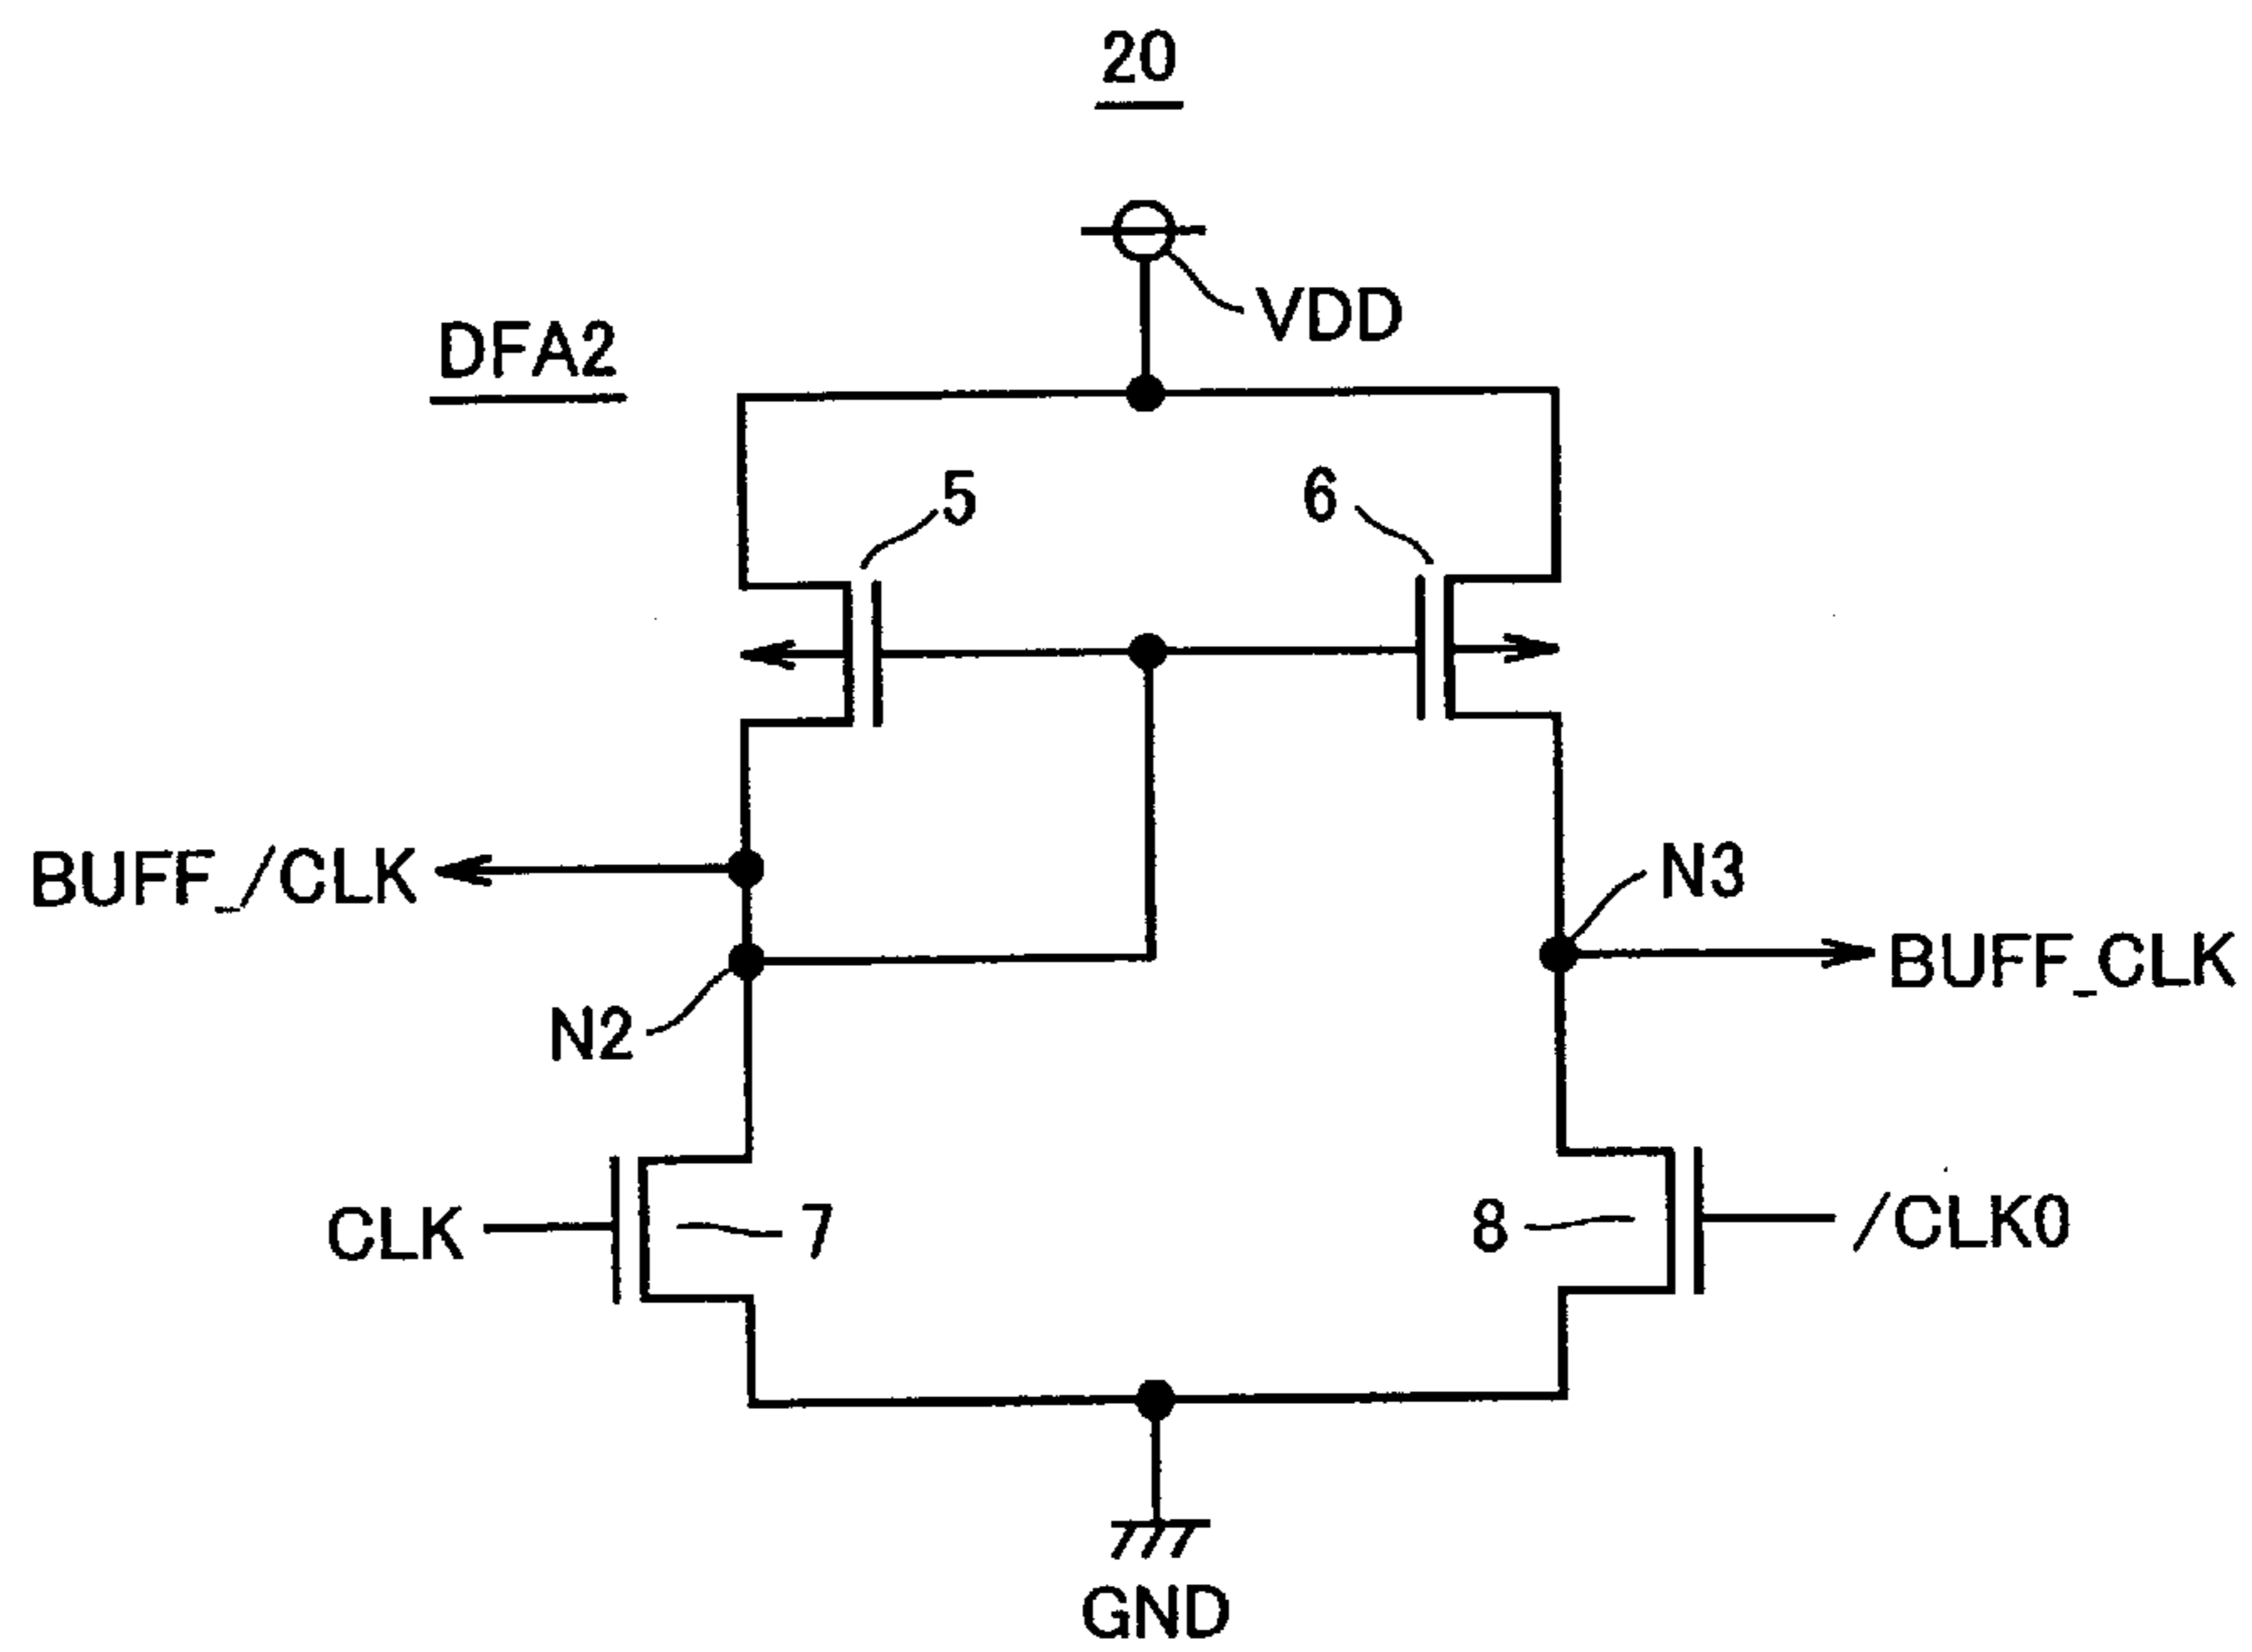 20
VDD
DFA2
5
6
BUFF_/CLK
N3
BUFF_CLK
N2
CLK
7
8
/CLK0
GND